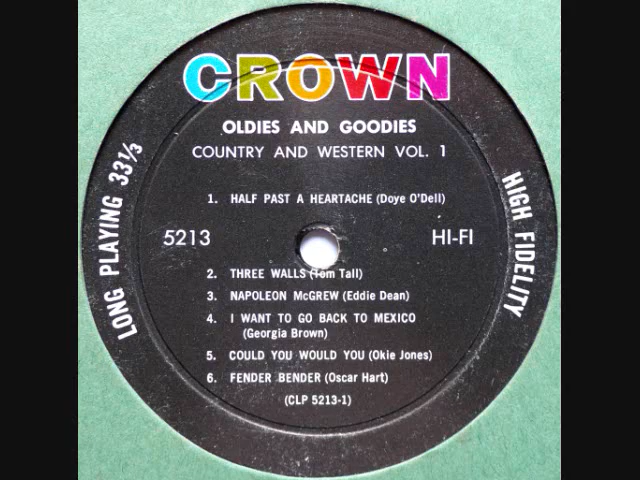 CROWN
OLDIES AND GOODIES
COUNTRY AND WESTERN VOL. 1
1. HALF PAST A HEARTACHE (Doye O'Dell)
LONG PLAYING 33⅓
5213
HI-FI
HIGH FIDELITY
2. THREE WALLS (Tom Tall)
3. NAPOLEON McGREW (Eddie Dean)
4. I WANT TO GO BACK TO MEXICO
(Georgia Brown)
5. COULD YOU WOULD YOU (Okie Jones)
6. FENDER BENDER (Oscar Hart)
(CLP 5213-1)